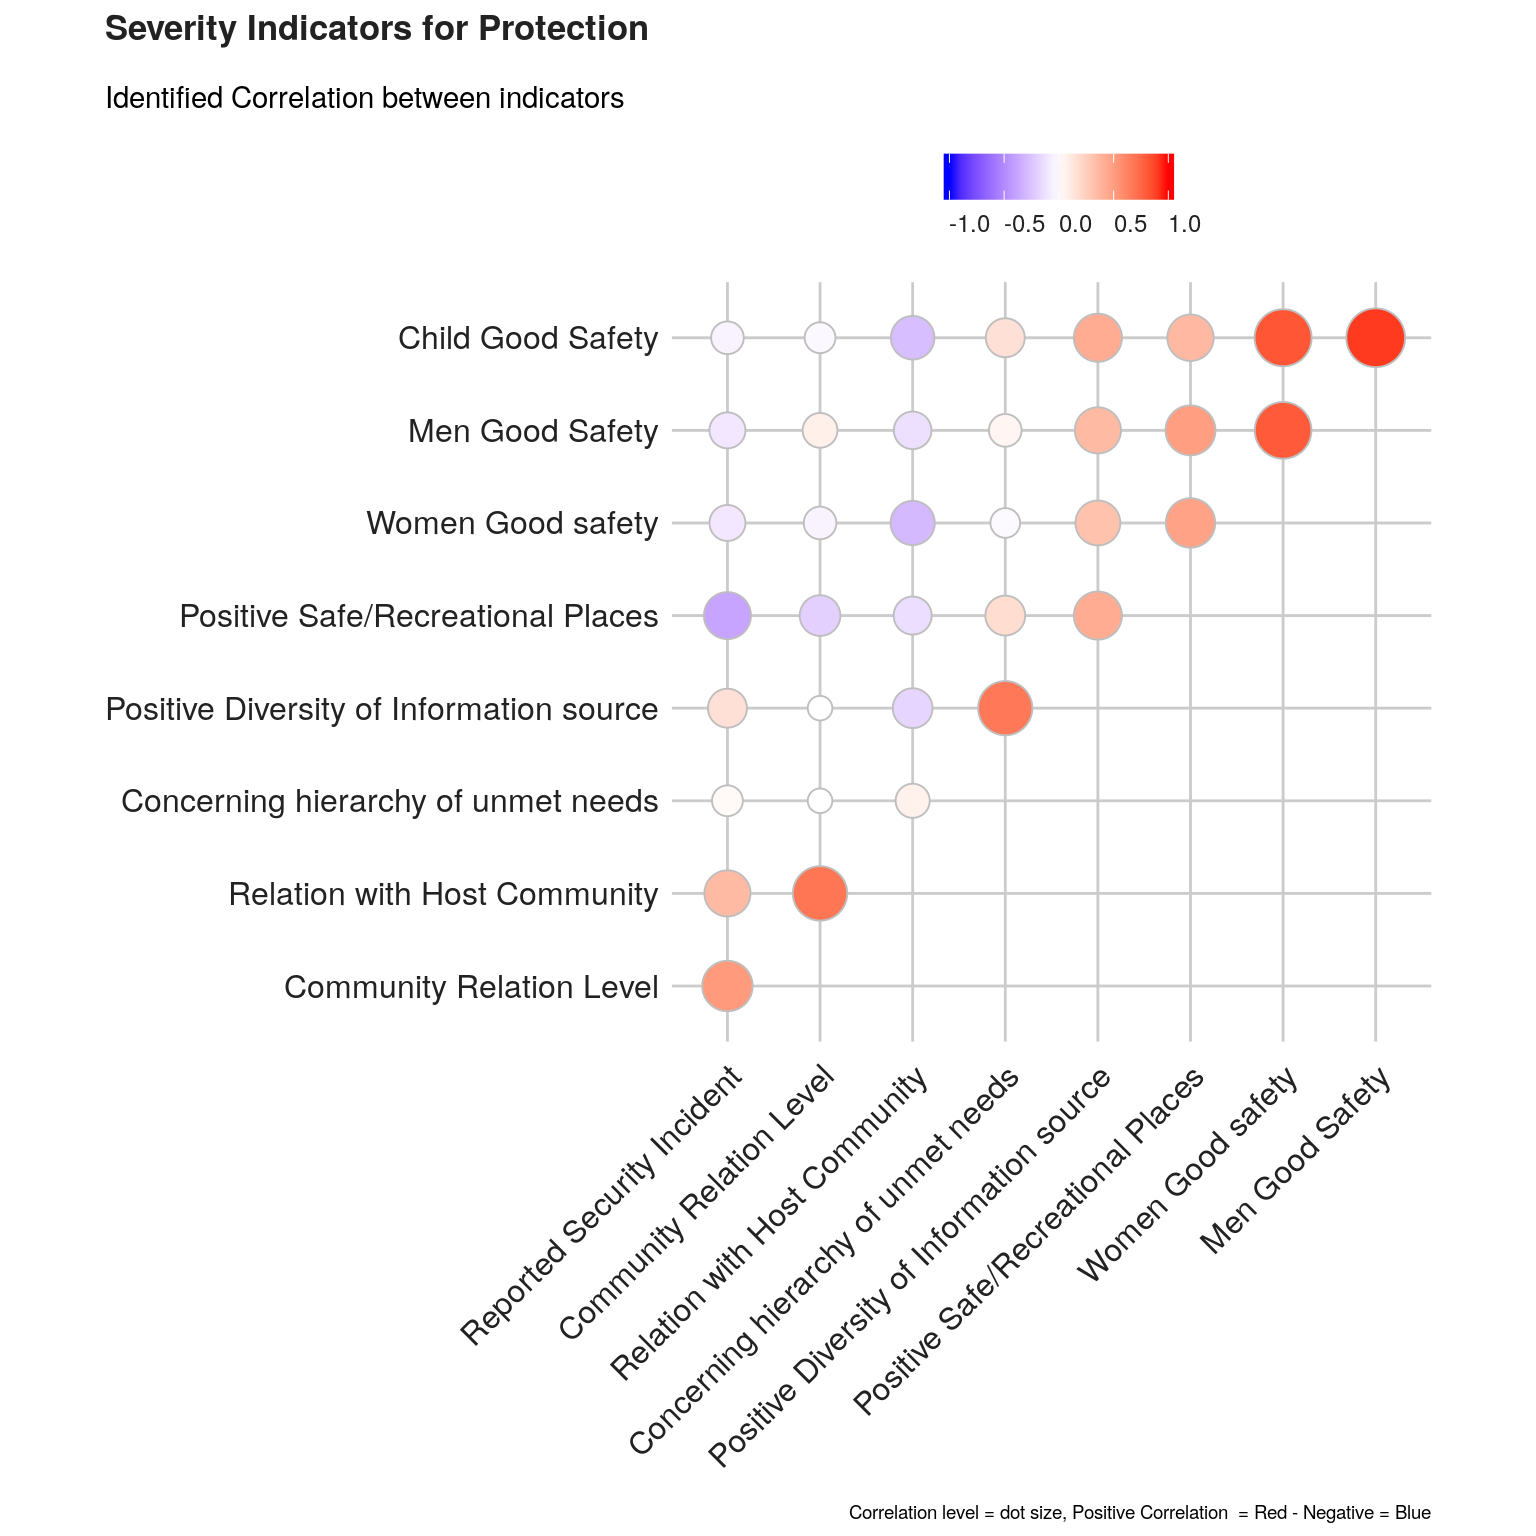 Severity Indicators for Protection
Identified Correlation between indicators
-1.0 -0.5 0.0 0.5 1.0
Child Good Safety
Men Good Safety
Women Good safety
Positive Safe/Recreational Places
Positive Diversity of Information source
Concerning hierarchy of unmet needs
Relation with Host Community
Community Relation Level
Reported Security Incident
Community Relation Level
Relation with Host Community
Concerning hierarchy of unmet needs
Positive Diversity of Information source
Positive Safe/Recreational Places
Women Good safety
Men Good Safety
Correlation level = dot size, Positive Correlation  = Red - Negative = Blue